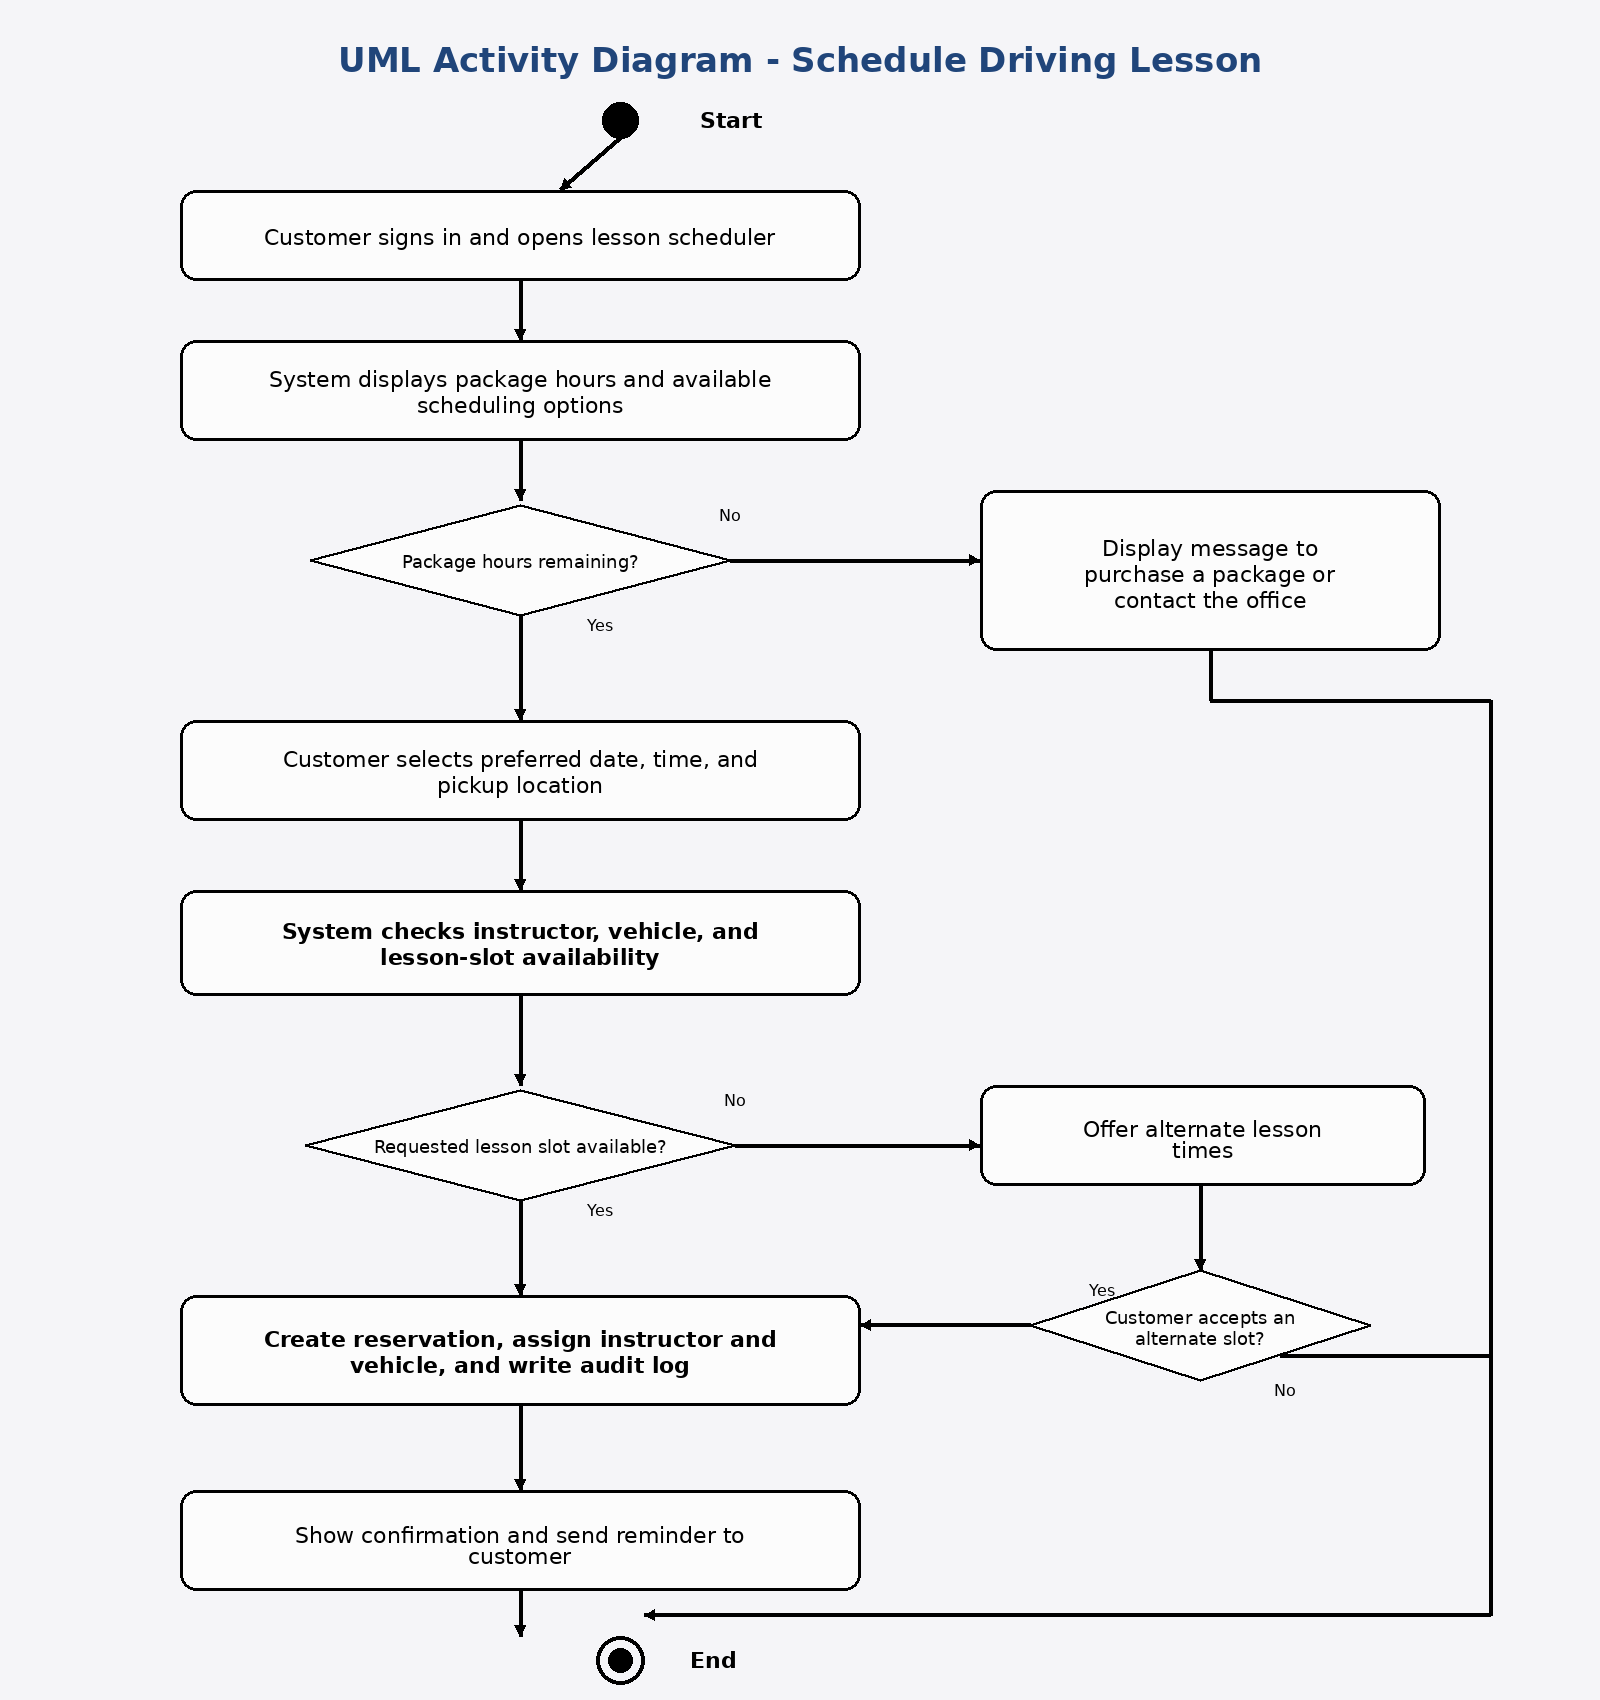 UML Activity Diagram - Schedule Driving Lesson
Start
Customer signs in and opens lesson scheduler
System displays package hours and available
scheduling options
Package hours remaining?
No
Yes
Display message to
purchase a package or
contact the office
Customer selects preferred date, time, and
pickup location
System checks instructor, vehicle, and
lesson-slot availability
Requested lesson slot available?
No
Yes
Offer alternate lesson
times
Customer accepts an
alternate slot?
Yes
No
Create reservation, assign instructor and
vehicle, and write audit log
Show confirmation and send reminder to
customer
End